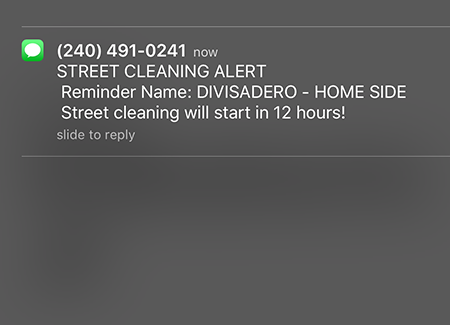 (240) 491-0241 now
STREET CLEANING ALERT
Reminder Name: DIVISADERO - HOME SIDE
Street cleaning will start in 12 hours!
slide to reply